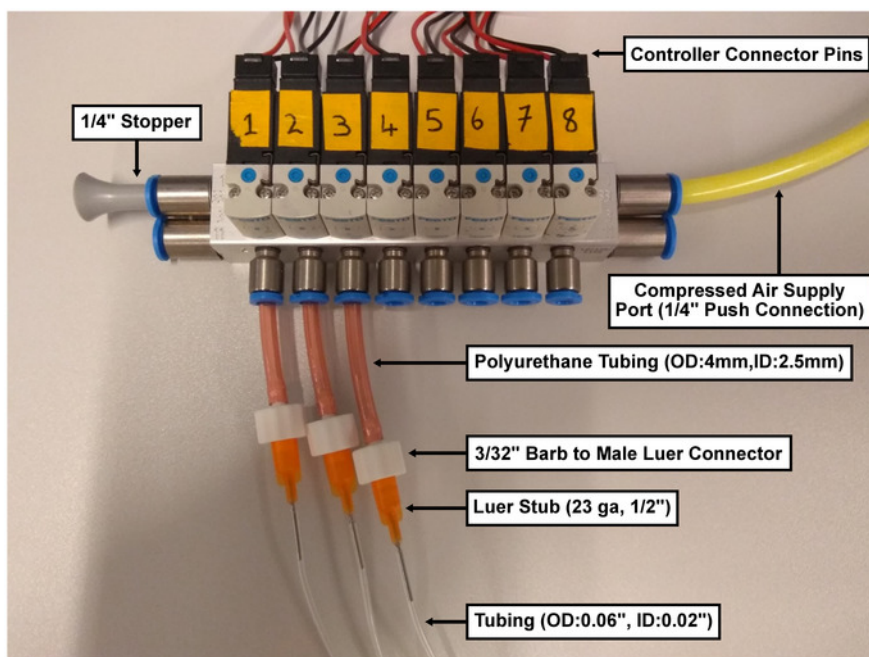 Controller Connector Pins
1/4" Stopper
1 2 3 4 5 6 7 8
Compressed Air Supply
Port (1/4" Push Connection)
Polyurethane Tubing (OD:4mm,ID:2.5mm)
3/32" Barb to Male Luer Connector
Luer Stub (23 ga, 1/2")
Tubing (OD:0.06", ID:0.02")